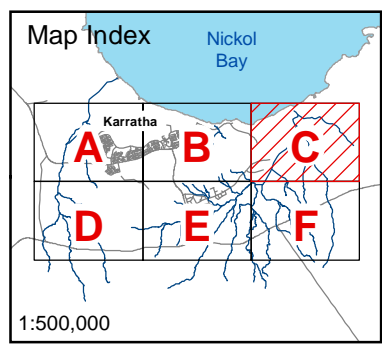 Map Index
Nickol
Bay
Karratha
A B C
D E F
1:500,000